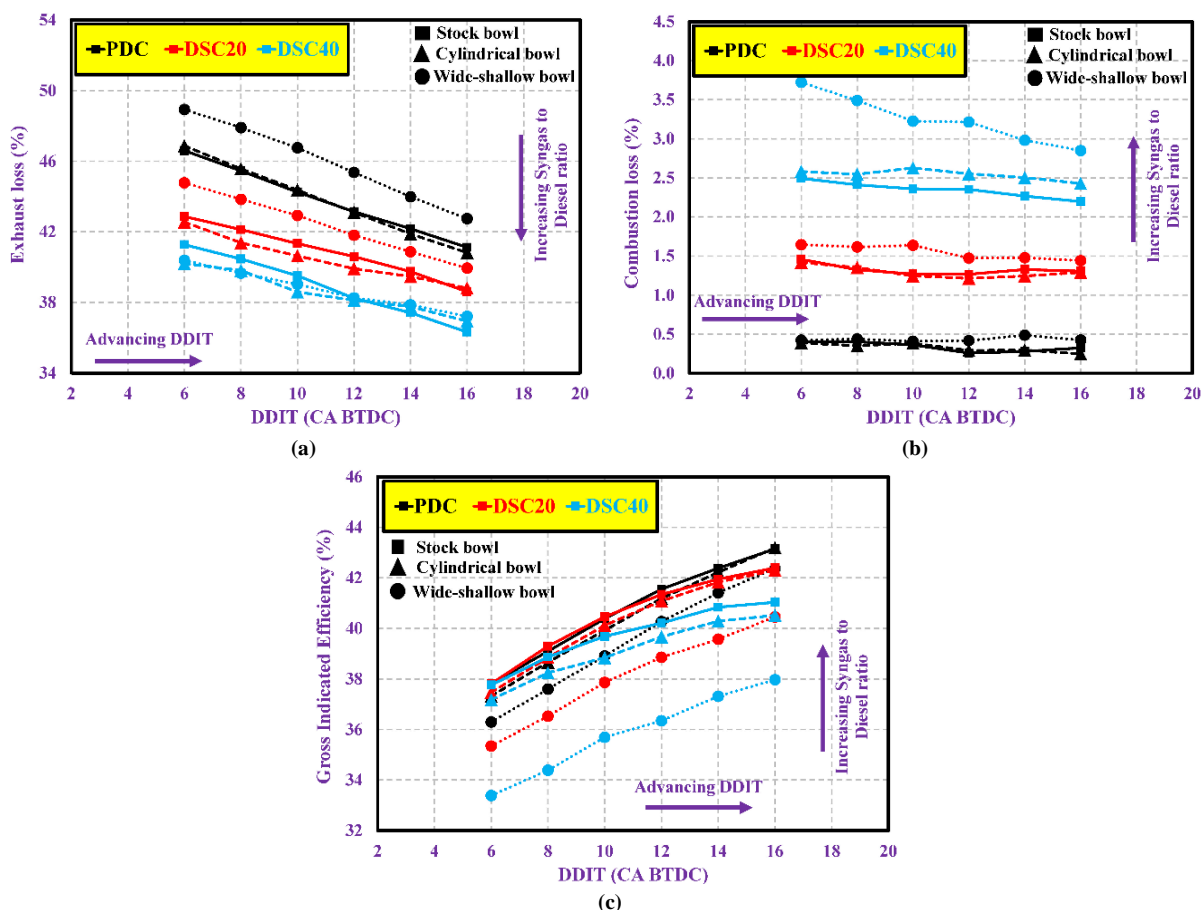 PDC DSC20 DSC40
Stock bowl
Cylindrical bowl
Wide-shallow bowl
Exhaust loss (%)
54
50
46
42
38
34
Increasing Syngas to
Diesel ratio
Advancing DDIT
2 4 6 8 10 12 14 16 18 20
DDIT (CA BTDC)
(a)
PDC DSC20 DSC40
Stock bowl
Cylindrical bowl
Wide-shallow bowl
Combustion loss (%)
4.5
4.0
3.5
3.0
2.5
2.0
1.5
1.0
0.5
0.0
Increasing Syngas to
Diesel ratio
Advancing DDIT
2 4 6 8 10 12 14 16 18 20
DDIT (CA BTDC)
(b)
PDC DSC20 DSC40
Stock bowl
Cylindrical bowl
Wide-shallow bowl
Gross Indicated Efficiency (%)
46
44
42
40
38
36
34
32
Increasing Syngas to
Diesel ratio
Advancing DDIT
2 4 6 8 10 12 14 16 18 20
DDIT (CA BTDC)
(c)